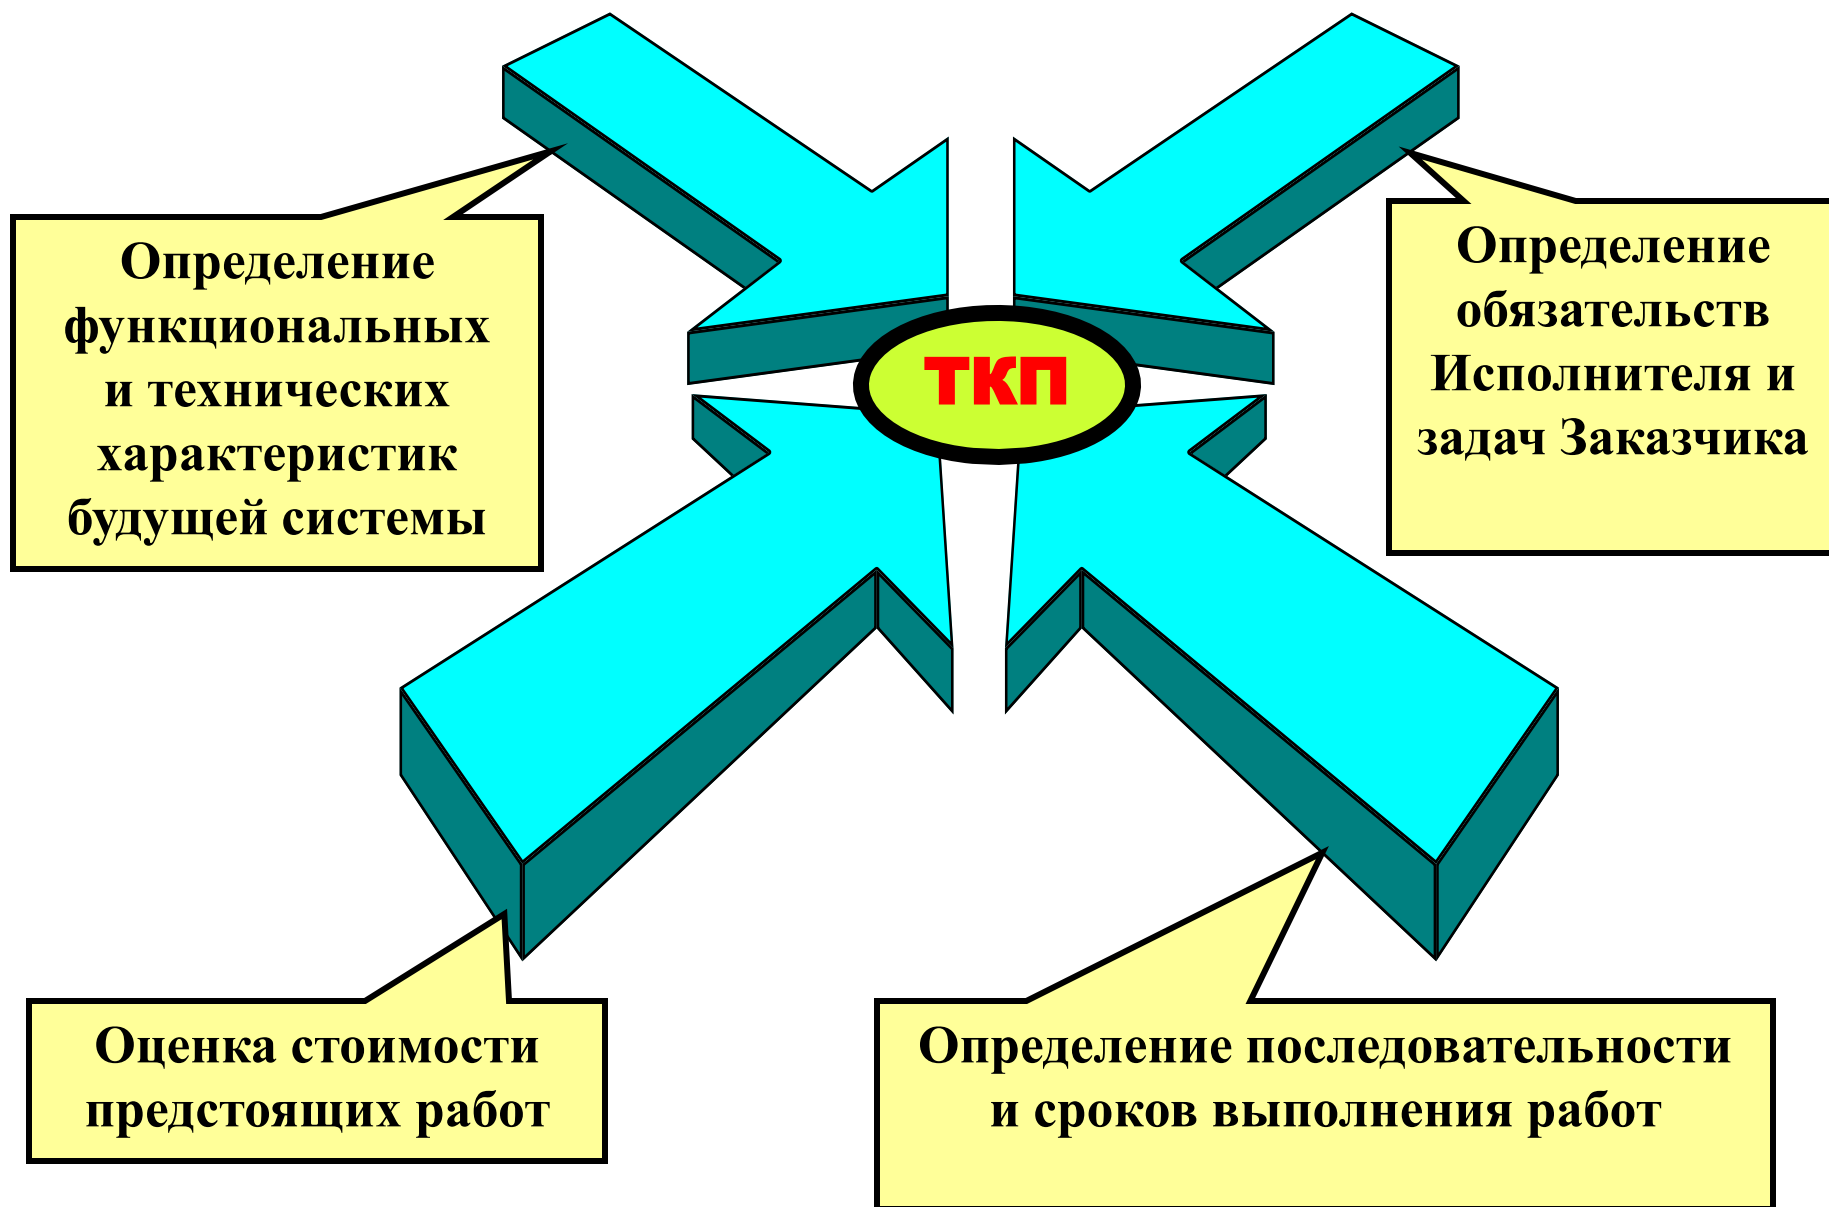 Определение
функциональных
и технических
характеристик
будущей системы
Определение
обязательств
Исполнителя и
задач Заказчика
ТКП
Оценка стоимости
предстоящих работ
Определение последовательности
и сроков выполнения работ